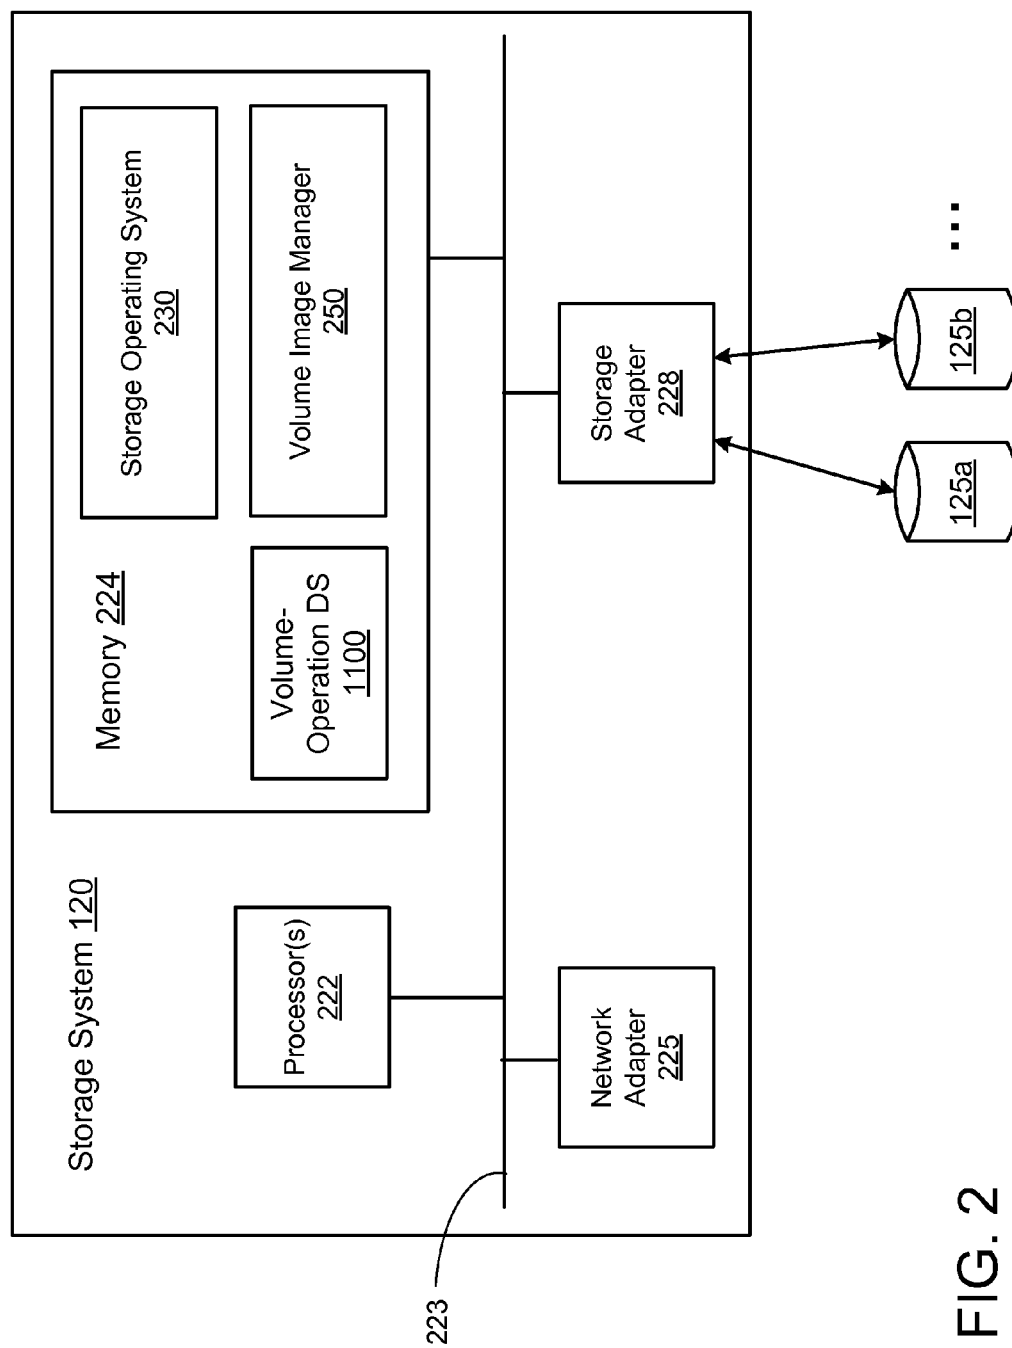 Storage System 120
Memory 224
Storage Operating System
230
Volume Image Manager
250
Volume-
Operation DS
1100
Processor(s)
222
223
Network
Adapter
225
Storage
Adapter
228
125a
125b
...
FIG. 2